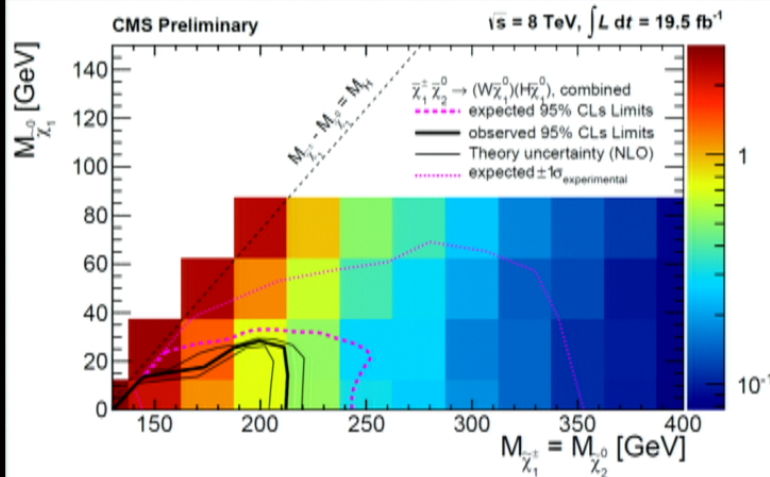 CMS Preliminary
√s = 8 TeV, ∫L dt = 19.5 fb⁻¹
M_χ̃₁⁰ [GeV]
140
120
100
80
60
40
20
0
M_χ̃₁± - M_χ̃₁⁰ = M_H
χ̃₁± χ̃₂⁰ → (Wχ̃₁⁰)(Hχ̃₁⁰), combined
expected 95% CLs Limits
observed 95% CLs Limits
Theory uncertainty (NLO)
expected±1σ_experimental
1
10⁻¹
150 200 250 300 350 400
M_χ̃₁± = M_χ̃₂⁰ [GeV]